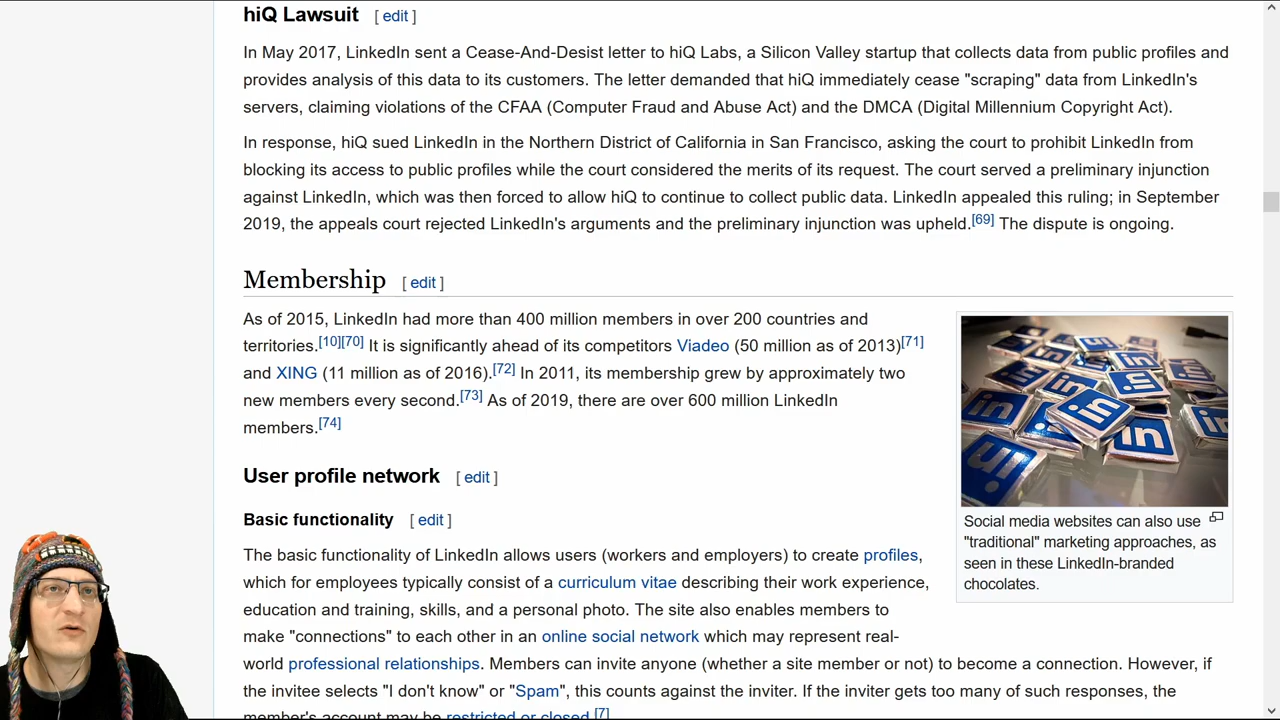 hiQ Lawsuit [ edit ]
In May 2017, LinkedIn sent a Cease-And-Desist letter to hiQ Labs, a Silicon Valley startup that collects data from public profiles and
provides analysis of this data to its customers. The letter demanded that hiQ immediately cease "scraping" data from LinkedIn's
servers, claiming violations of the CFAA (Computer Fraud and Abuse Act) and the DMCA (Digital Millennium Copyright Act).
In response, hiQ sued LinkedIn in the Northern District of California in San Francisco, asking the court to prohibit LinkedIn from
blocking its access to public profiles while the court considered the merits of its request. The court served a preliminary injunction
against LinkedIn, which was then forced to allow hiQ to continue to collect public data. LinkedIn appealed this ruling; in September
2019, the appeals court rejected LinkedIn's arguments and the preliminary injunction was upheld.[69] The dispute is ongoing.
Membership [ edit ]
As of 2015, LinkedIn had more than 400 million members in over 200 countries and
territories.[10][70] It is significantly ahead of its competitors Viadeo (50 million as of 2013)[71]
and XING (11 million as of 2016).[72] In 2011, its membership grew by approximately two
new members every second.[73] As of 2019, there are over 600 million LinkedIn
members.[74]
in
in
in
in
in
in
Social media websites can also use
"traditional" marketing approaches, as
seen in these LinkedIn-branded
chocolates.
User profile network [ edit ]
Basic functionality [ edit ]
The basic functionality of LinkedIn allows users (workers and employers) to create profiles,
which for employees typically consist of a curriculum vitae describing their work experience,
education and training, skills, and a personal photo. The site also enables members to
make "connections" to each other in an online social network which may represent real-
world professional relationships. Members can invite anyone (whether a site member or not) to become a connection. However, if
the invitee selects "I don't know" or "Spam", this counts against the inviter. If the inviter gets too many of such responses, the
member's account may be restricted or closed.[7]